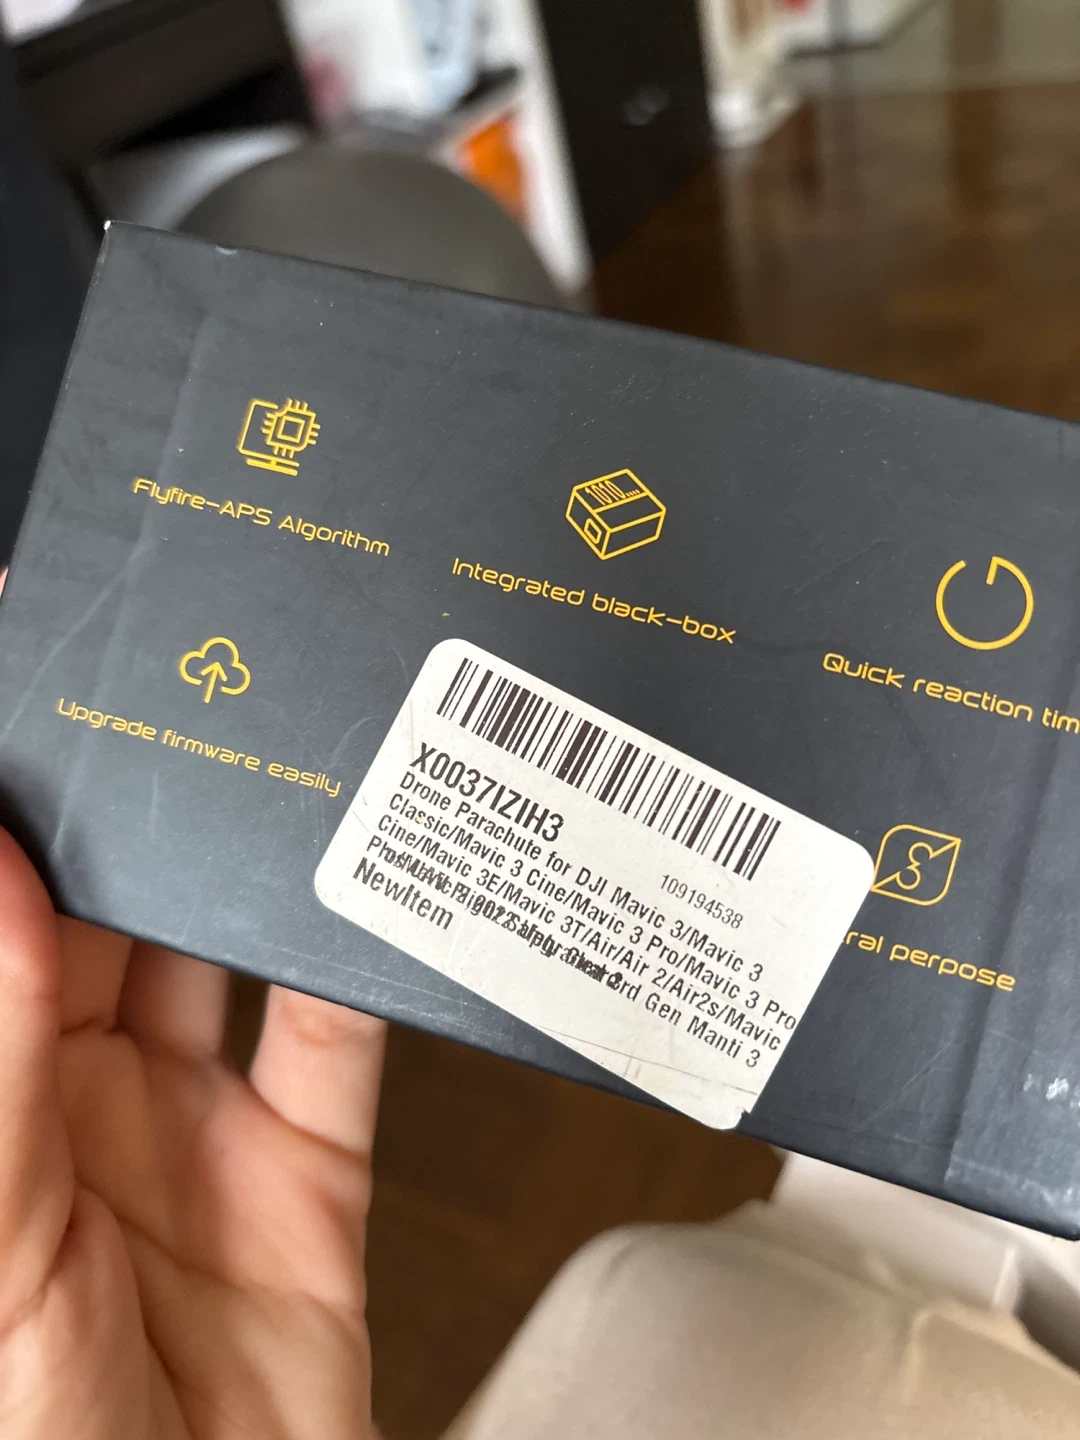 Flyfire-APS Algorithm
1010....
Integrated black-box
Quick reaction tim
Upgrade firmware easily
ral perpose
X0037IZIH3
109194538
Drone Parachute for DJI Mavic 3/Mavic 3
Classic/Mavic 3 Cine/Mavic 3 Pro/Mavic 3 Pro
Cine/Mavic 3E/Mavic 3T/Air/Air 2/Air2s/Mavic
rd Gen Manti 3
NewItem